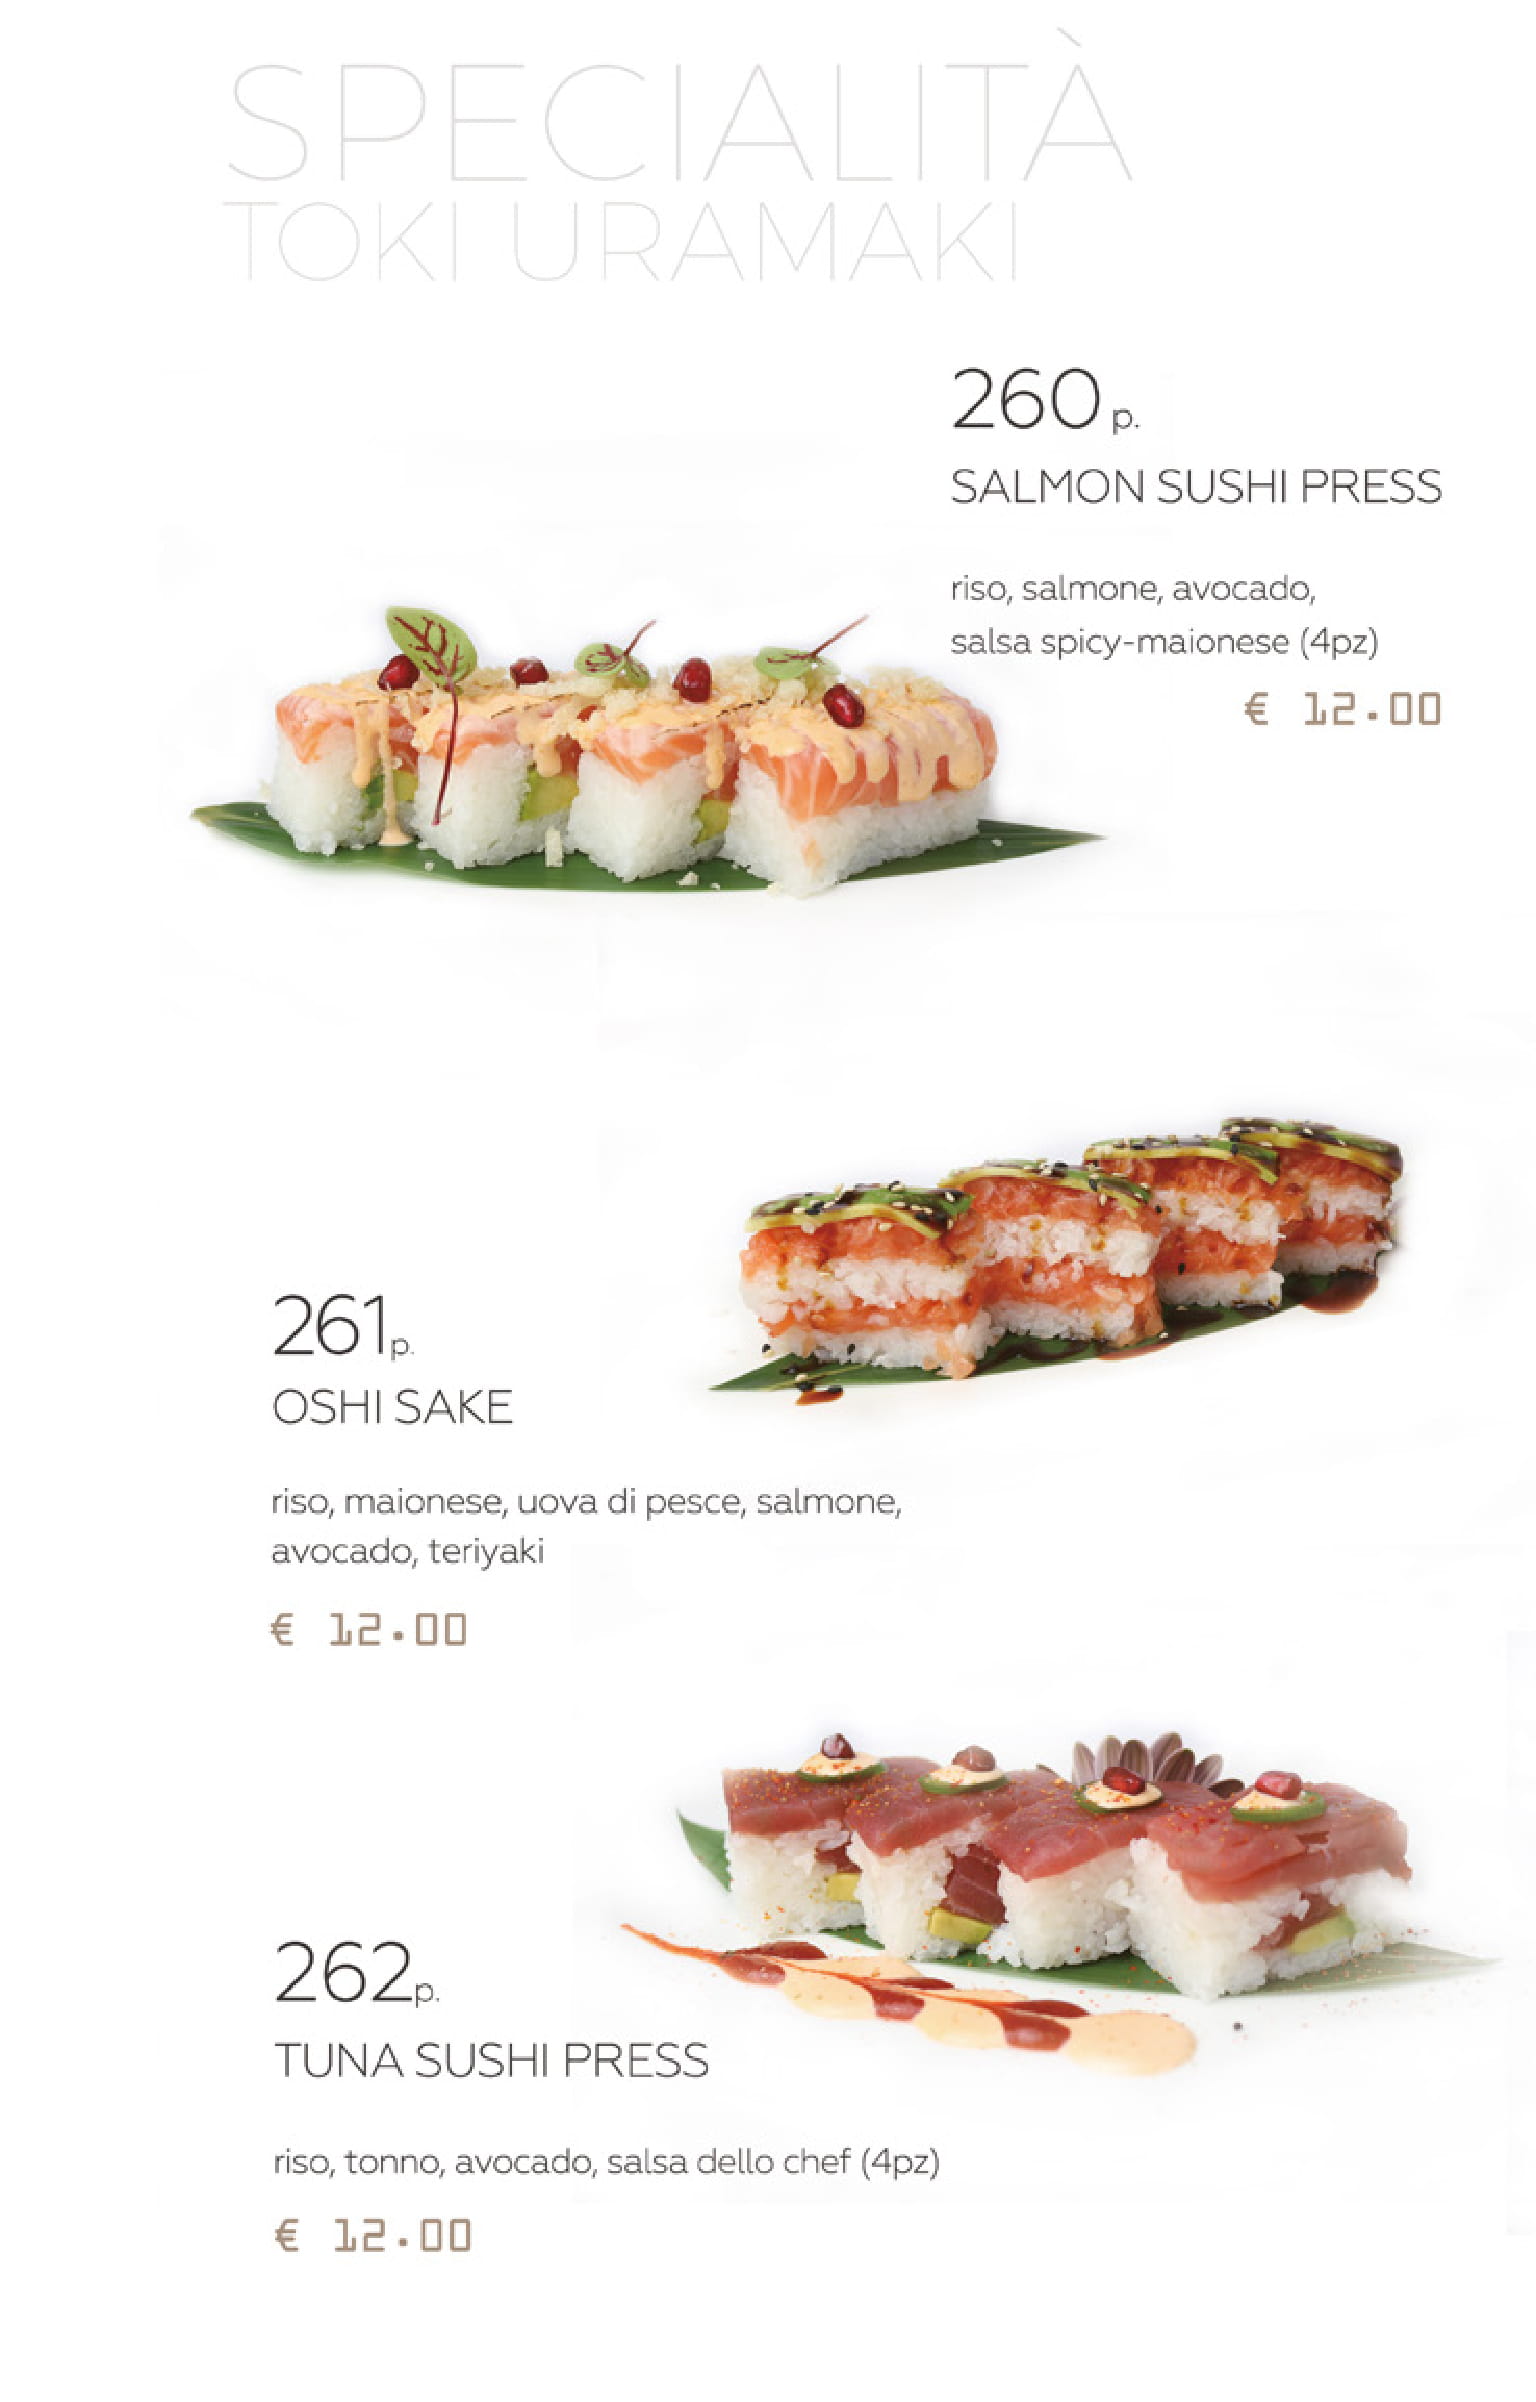 SPECIALITÀ
TOKI URAMAKI
260 p.
SALMON SUSHI PRESS
riso, salmone, avocado,
salsa spicy-maionese (4pz)
€ 12.00
261 p.
OSHI SAKE
riso, maionese, uova di pesce, salmone,
avocado, teriyaki
€ 12.00
262 p.
TUNA SUSHI PRESS
riso, tonno, avocado, salsa dello chef (4pz)
€ 12.00